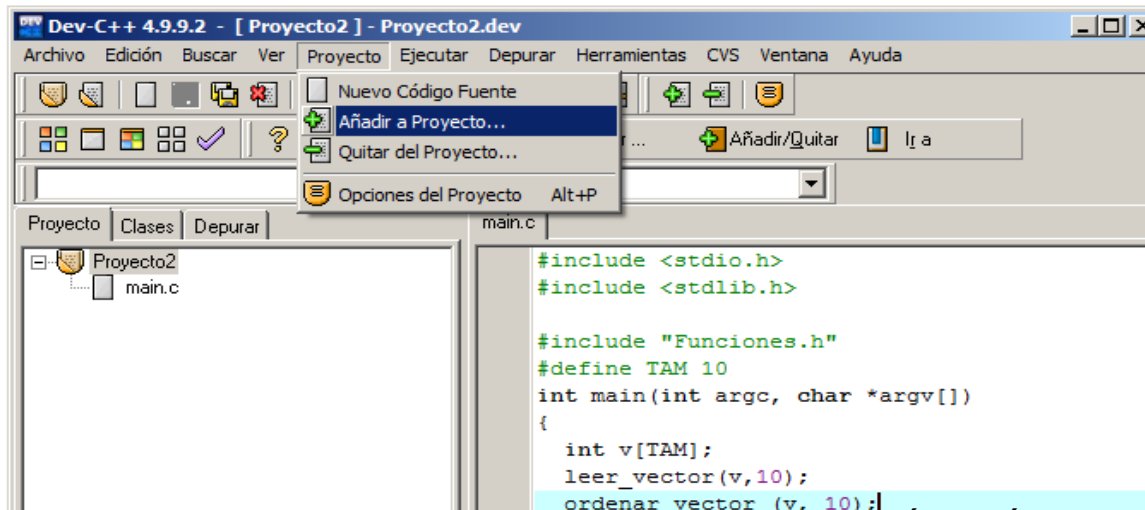 Dev-C++ 4.9.9.2 - [ Proyecto2 ] - Proyecto2.dev
Archivo Edición Buscar Ver Proyecto Ejecutar Depurar Herramientas CVS Ventana Ayuda
Nuevo Código Fuente
Añadir a Proyecto...
Quitar del Proyecto...
Opciones del Proyecto Alt+P
Añadir/Quitar Ir a
Proyecto Clases Depurar
Proyecto2
main.c
main.c
#include <stdio.h>
#include <stdlib.h>
#include "Funciones.h"
#define TAM 10
int main(int argc, char *argv[])
{
int v[TAM];
leer_vector(v,10);
ordenar_vector (v, 10);